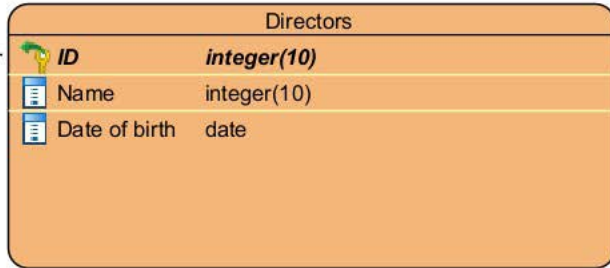 Directors
ID integer(10)
Name integer(10)
Date of birth date